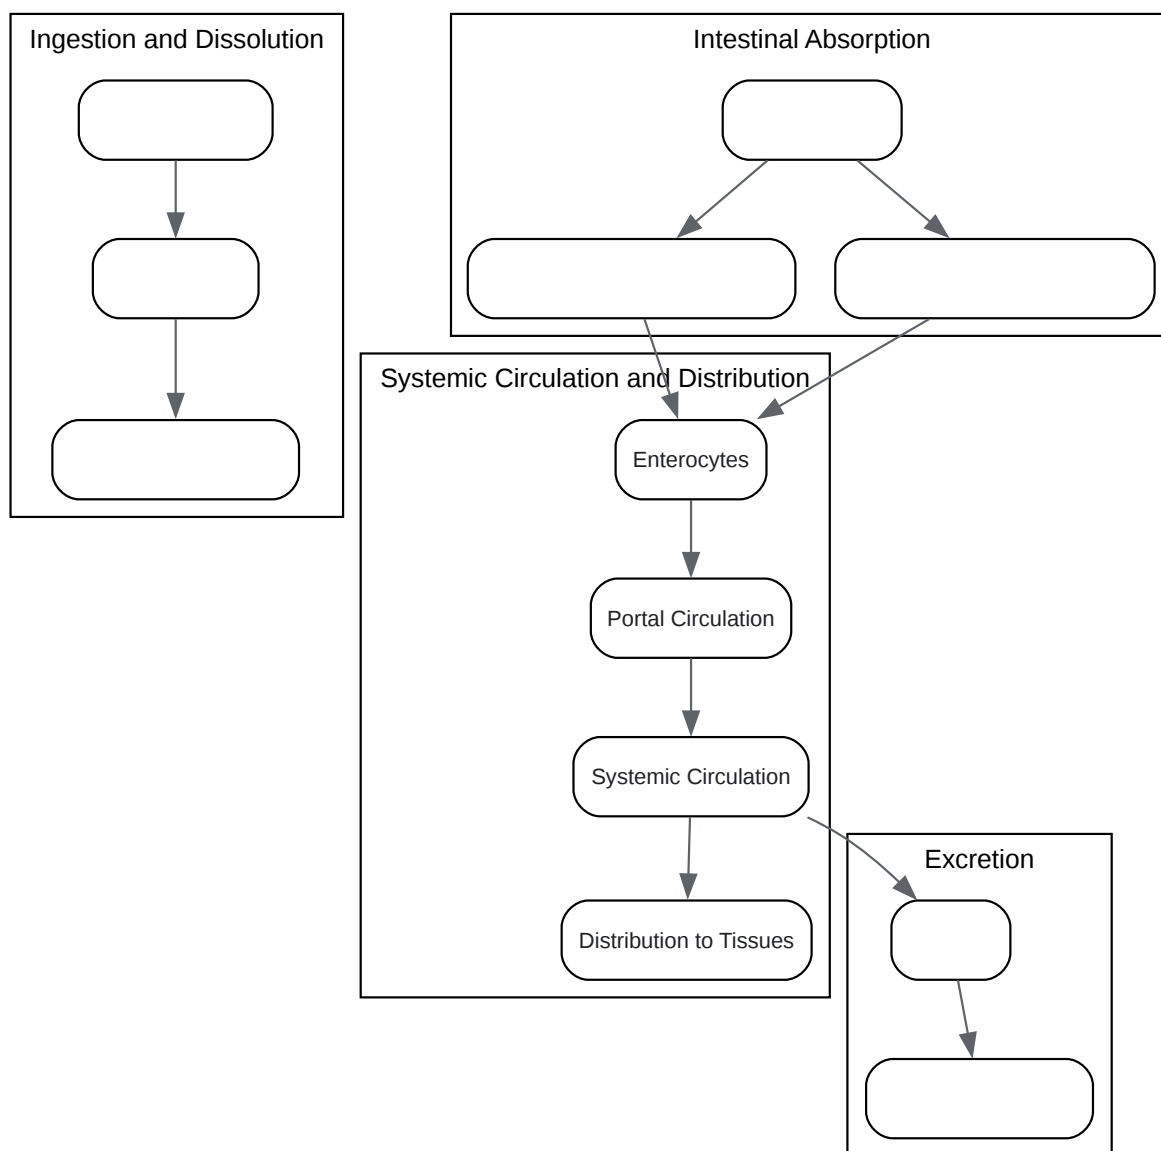 Ingestion and Dissolution
Intestinal Absorption
Systemic Circulation and Distribution
Enterocytes
Portal Circulation
Systemic Circulation
Distribution to Tissues
Excretion